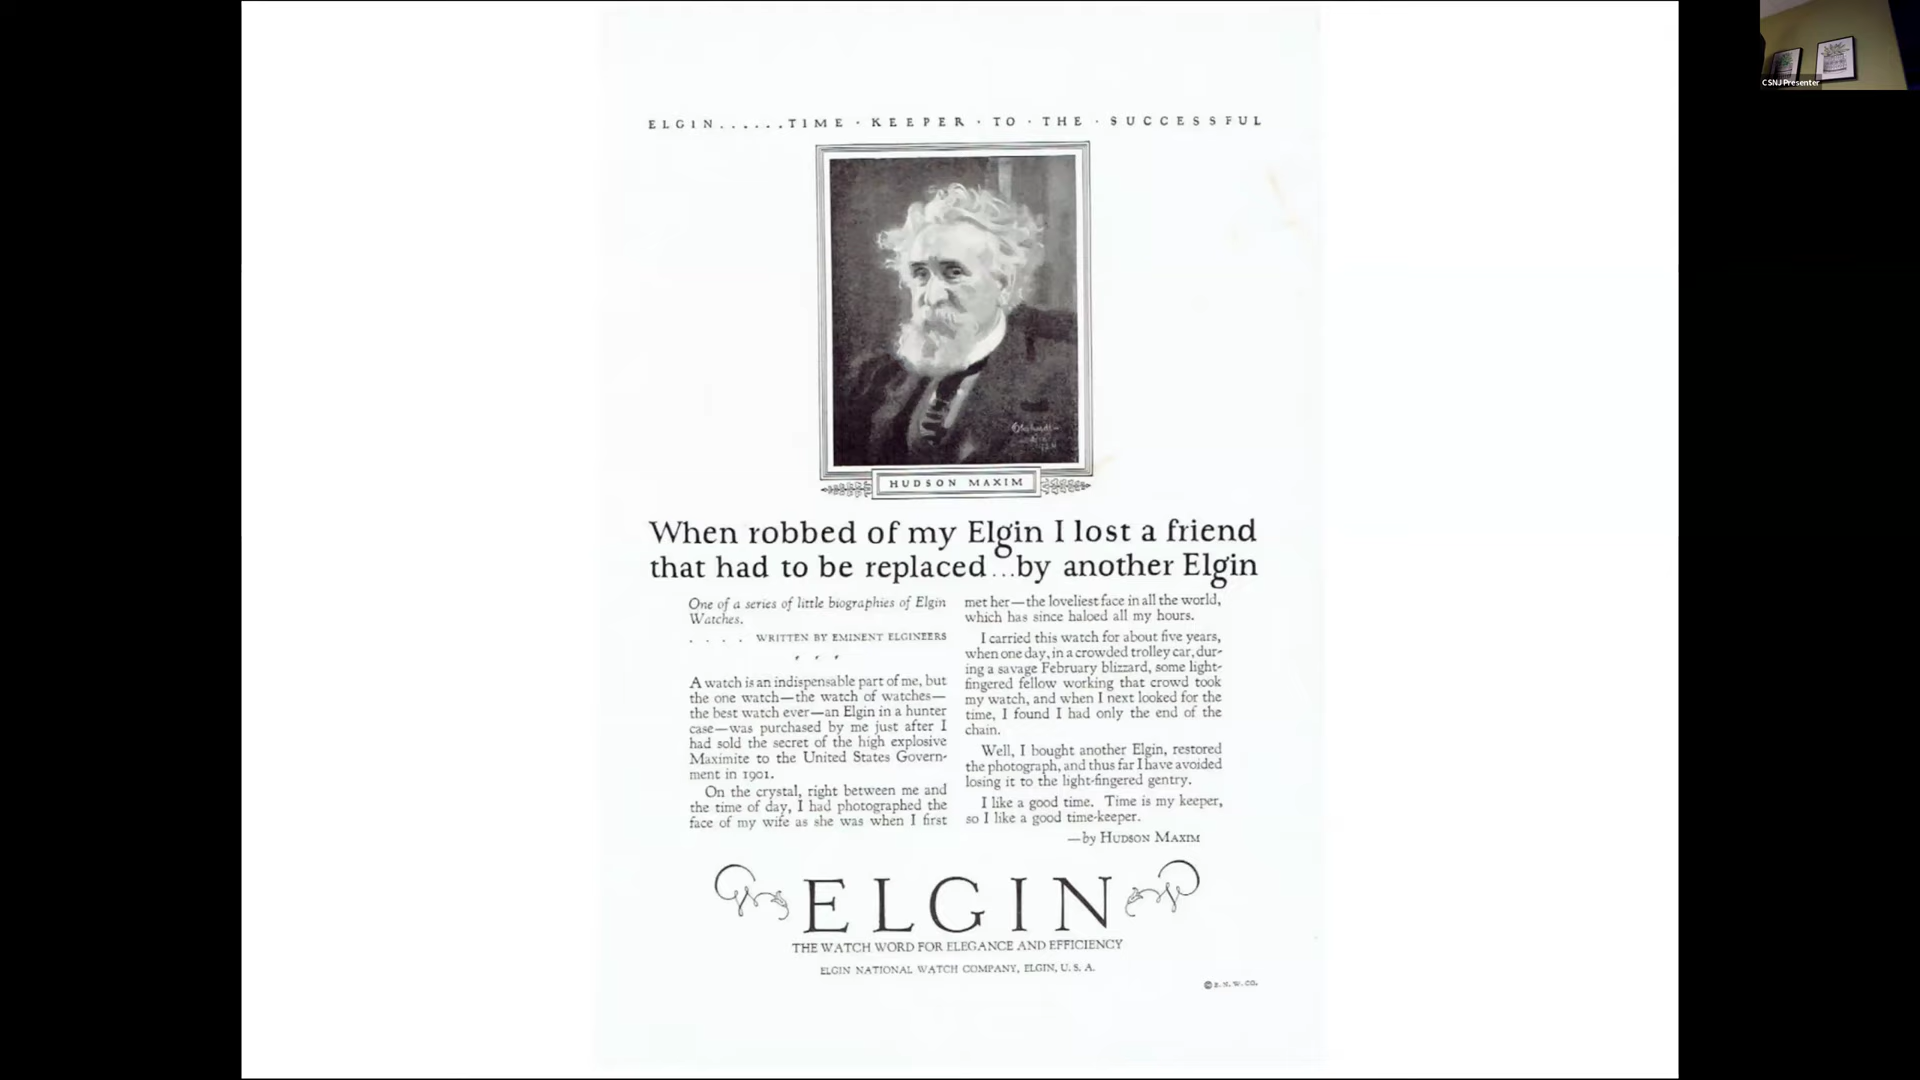 ELGIN......TIME · KEEPER · TO · THE · SUCCESSFUL
HUDSON MAXIM
When robbed of my Elgin I lost a friend
that had to be replaced...by another Elgin
One of a series of little biographies of Elgin
Watches.
. . . . WRITTEN BY EMINENT ELGINEERS
A watch is an indispensable part of me, but
the one watch—the watch of watches—
the best watch ever—an Elgin in a hunter
case—was purchased by me just after I
had sold the secret of the high explosive
Maximite to the United States Govern-
ment in 1901.
On the crystal, right between me and
the time of day, I had photographed the
face of my wife as she was when I first
met her—the loveliest face in all the world,
which has since haloed all my hours.
I carried this watch for about five years,
when one day, in a crowded trolley car, dur-
ing a savage February blizzard, some light-
fingered fellow working that crowd took
my watch, and when I next looked for the
time, I found I had only the end of the
chain.
Well, I bought another Elgin, restored
the photograph, and thus far I have avoided
losing it to the light-fingered gentry.
I like a good time. Time is my keeper,
so I like a good time-keeper.
—by HUDSON MAXIM
ELGIN
THE WATCH WORD FOR ELEGANCE AND EFFICIENCY
ELGIN NATIONAL WATCH COMPANY, ELGIN, U. S. A.
© E. N. W. CO.
CSNJ Presenter